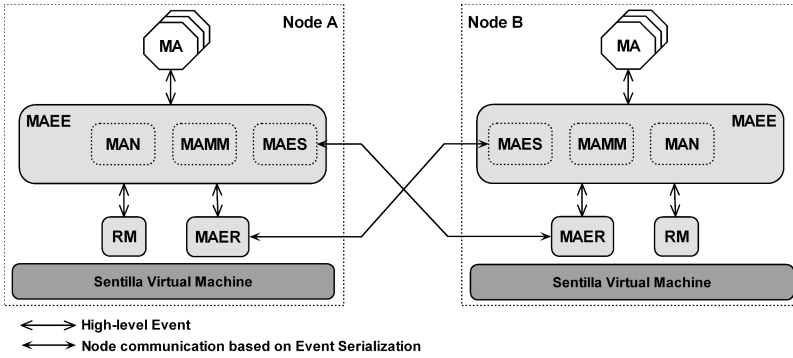 Node A
MA
MAEE
MAN
MAMM
MAES
RM
MAER
Sentilla Virtual Machine
Node B
MA
MAEE
MAES
MAMM
MAN
MAER
RM
Sentilla Virtual Machine
High-level Event
Node communication based on Event Serialization